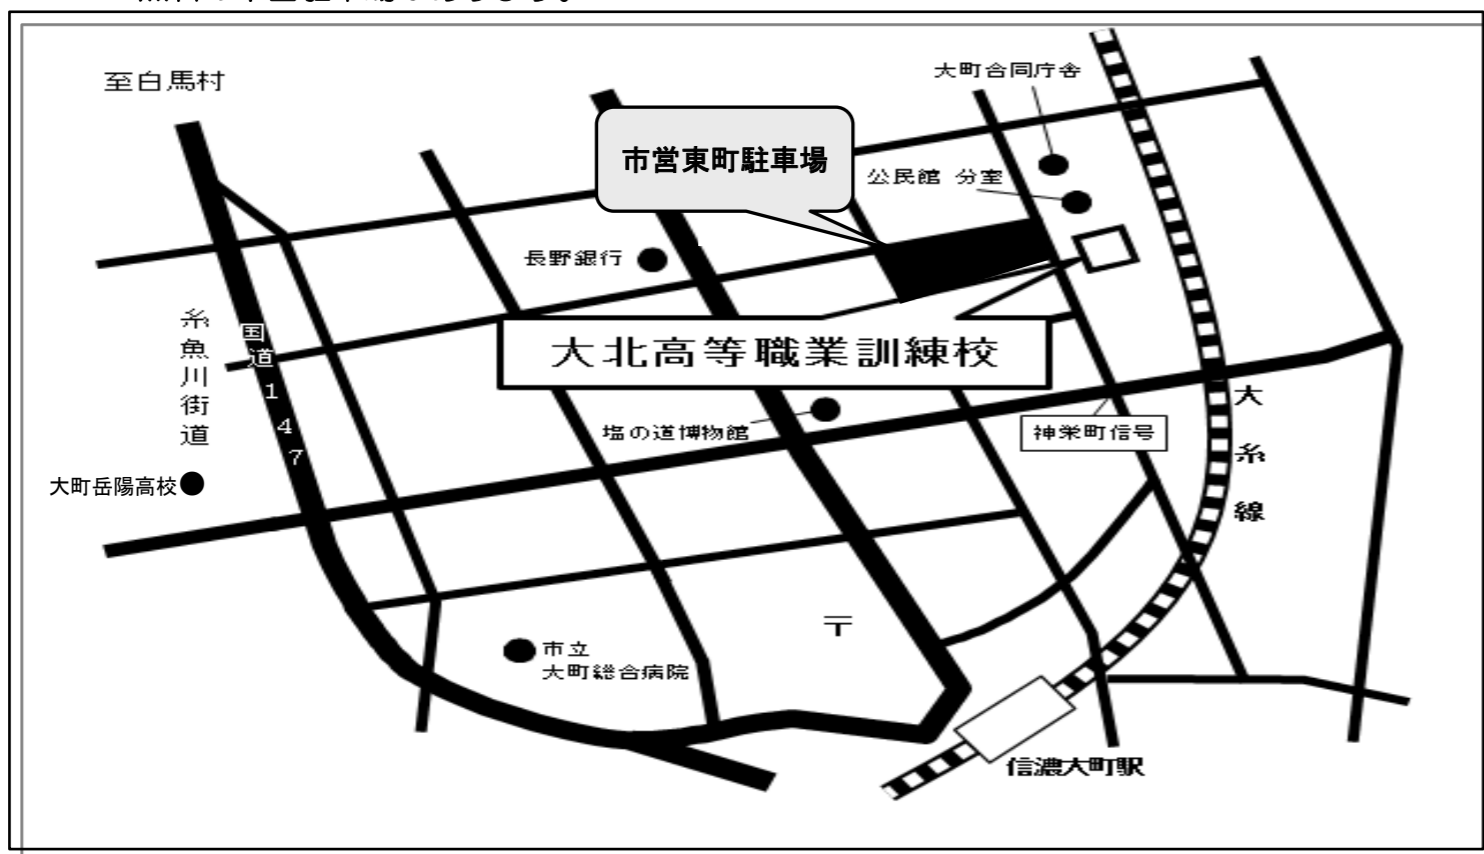 至白馬村
大町合同庁舎
市営東町駐車場
公民館 分室
長野銀行
糸魚川街道
国道147
大北高等職業訓練校
大糸線
塩の道博物館
神栄町信号
大町岳陽高校
〒
市立
大町総合病院
信濃大町駅